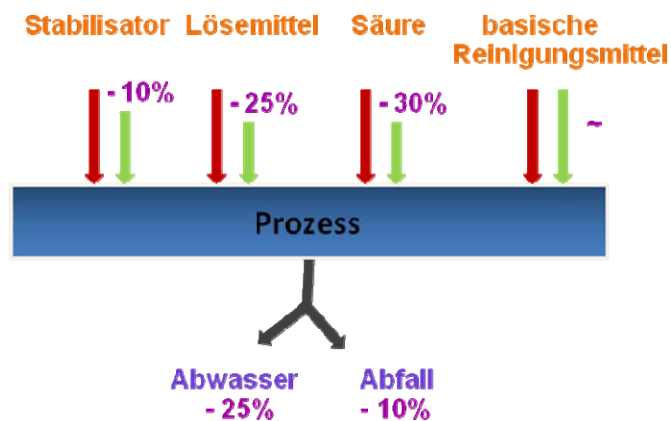 Stabilisator Lösemittel Säure basische
Reinigungsmittel
- 10% - 25% - 30% ~
Prozess
Abwasser Abfall
- 25% - 10%